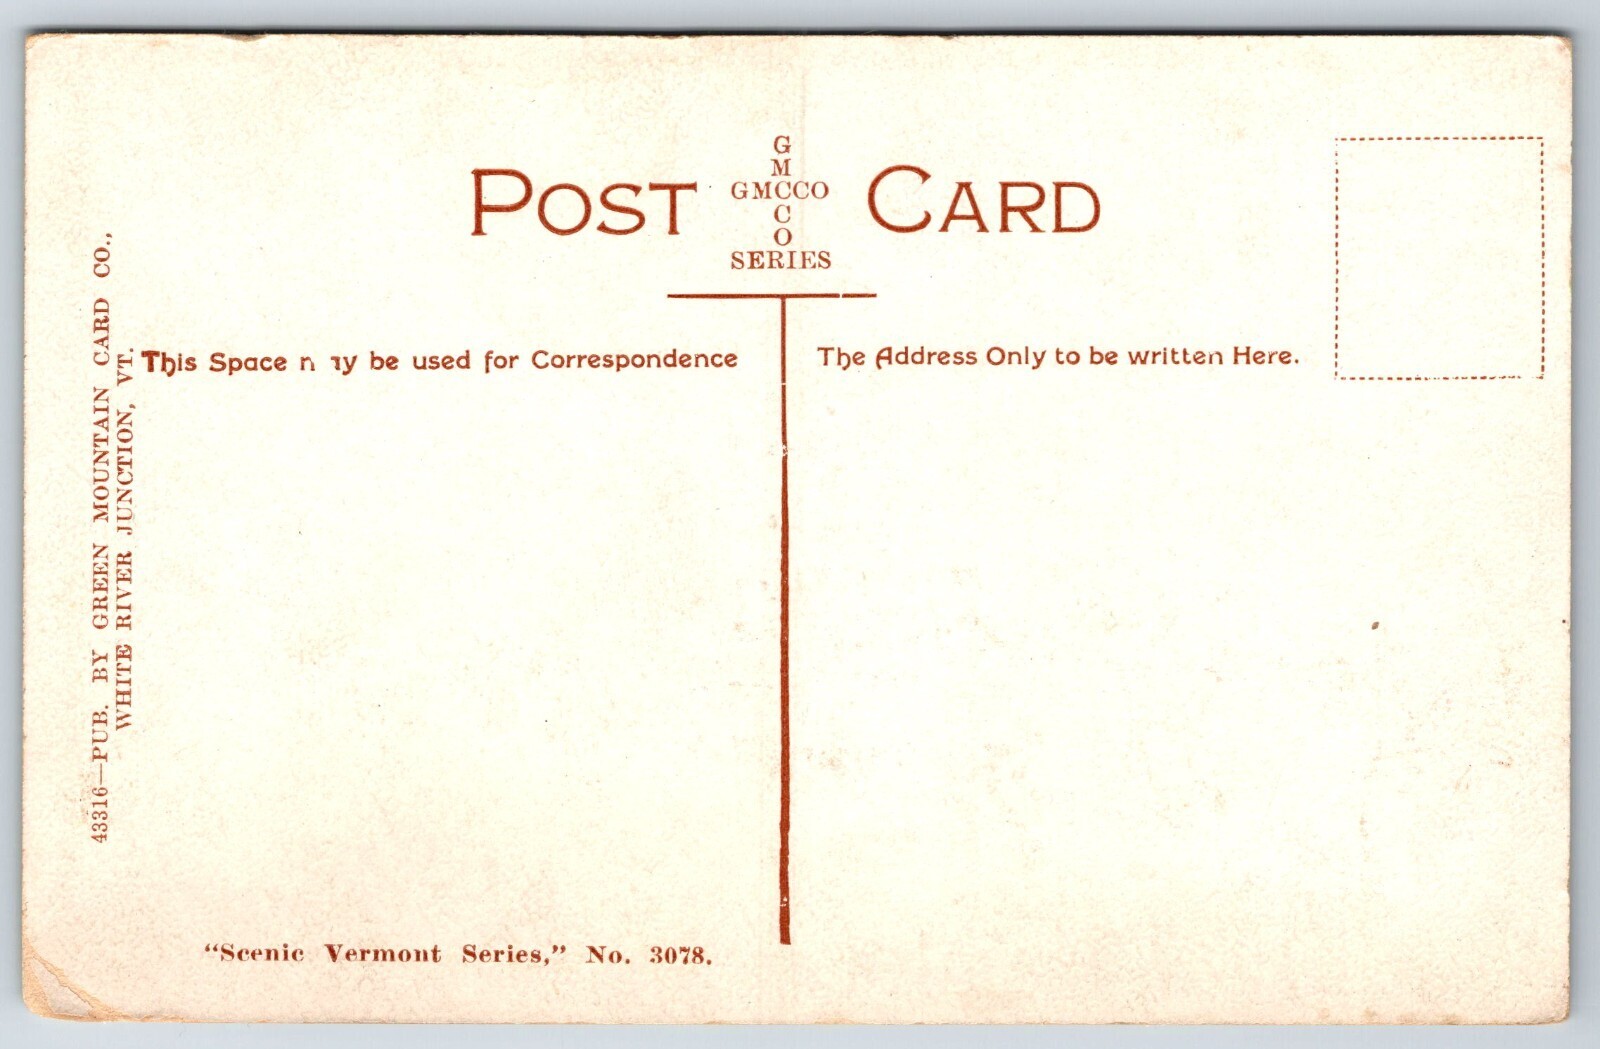 G
M
POST GMCCO CARD
C
O
SERIES
This Space n ay be used for Correspondence
The Address Only to be written Here.
43316—PUB. BY GREEN MOUNTAIN CARD CO.,
WHITE RIVER JUNCTION, VT.
“Scenic Vermont Series,” No. 3078.